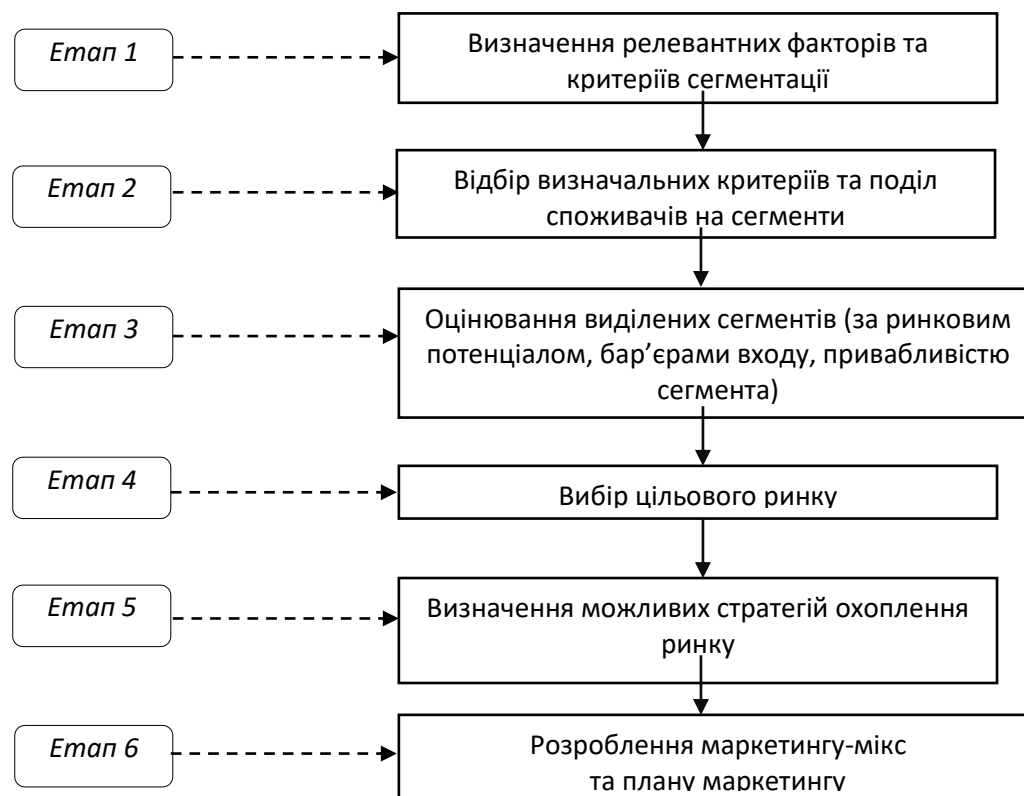 Етап 1
Визначення релевантних факторів та
критеріїв сегментації
Етап 2
Відбір визначальних критеріїв та поділ
споживачів на сегменти
Етап 3
Оцінювання виділених сегментів (за ринковим
потенціалом, бар’єрами входу, привабливістю
сегмента)
Етап 4
Вибір цільового ринку
Етап 5
Визначення можливих стратегій охоплення
ринку
Етап 6
Розроблення маркетингу-мікс
та плану маркетингу